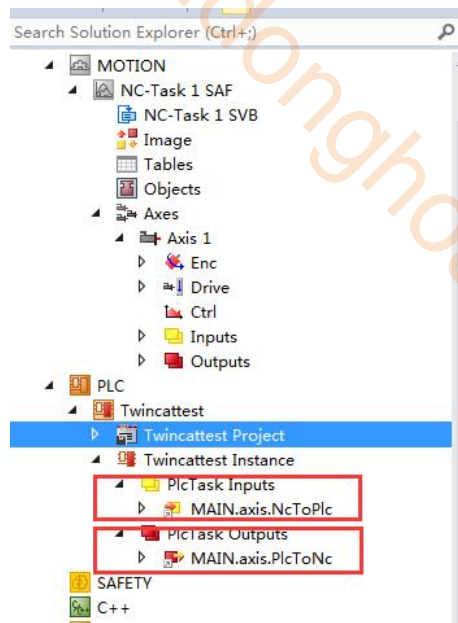 Search Solution Explorer (Ctrl+;)
MOTION
NC-Task 1 SAF
NC-Task 1 SVB
Image
Tables
Objects
Axes
Axis 1
Enc
Drive
Ctrl
Inputs
Outputs
PLC
Twincattest
Twincattest Project
Twincattest Instance
PlcTask Inputs
MAIN.axis.NcToPlc
PlcTask Outputs
MAIN.axis.PlcToNc
SAFETY
C++